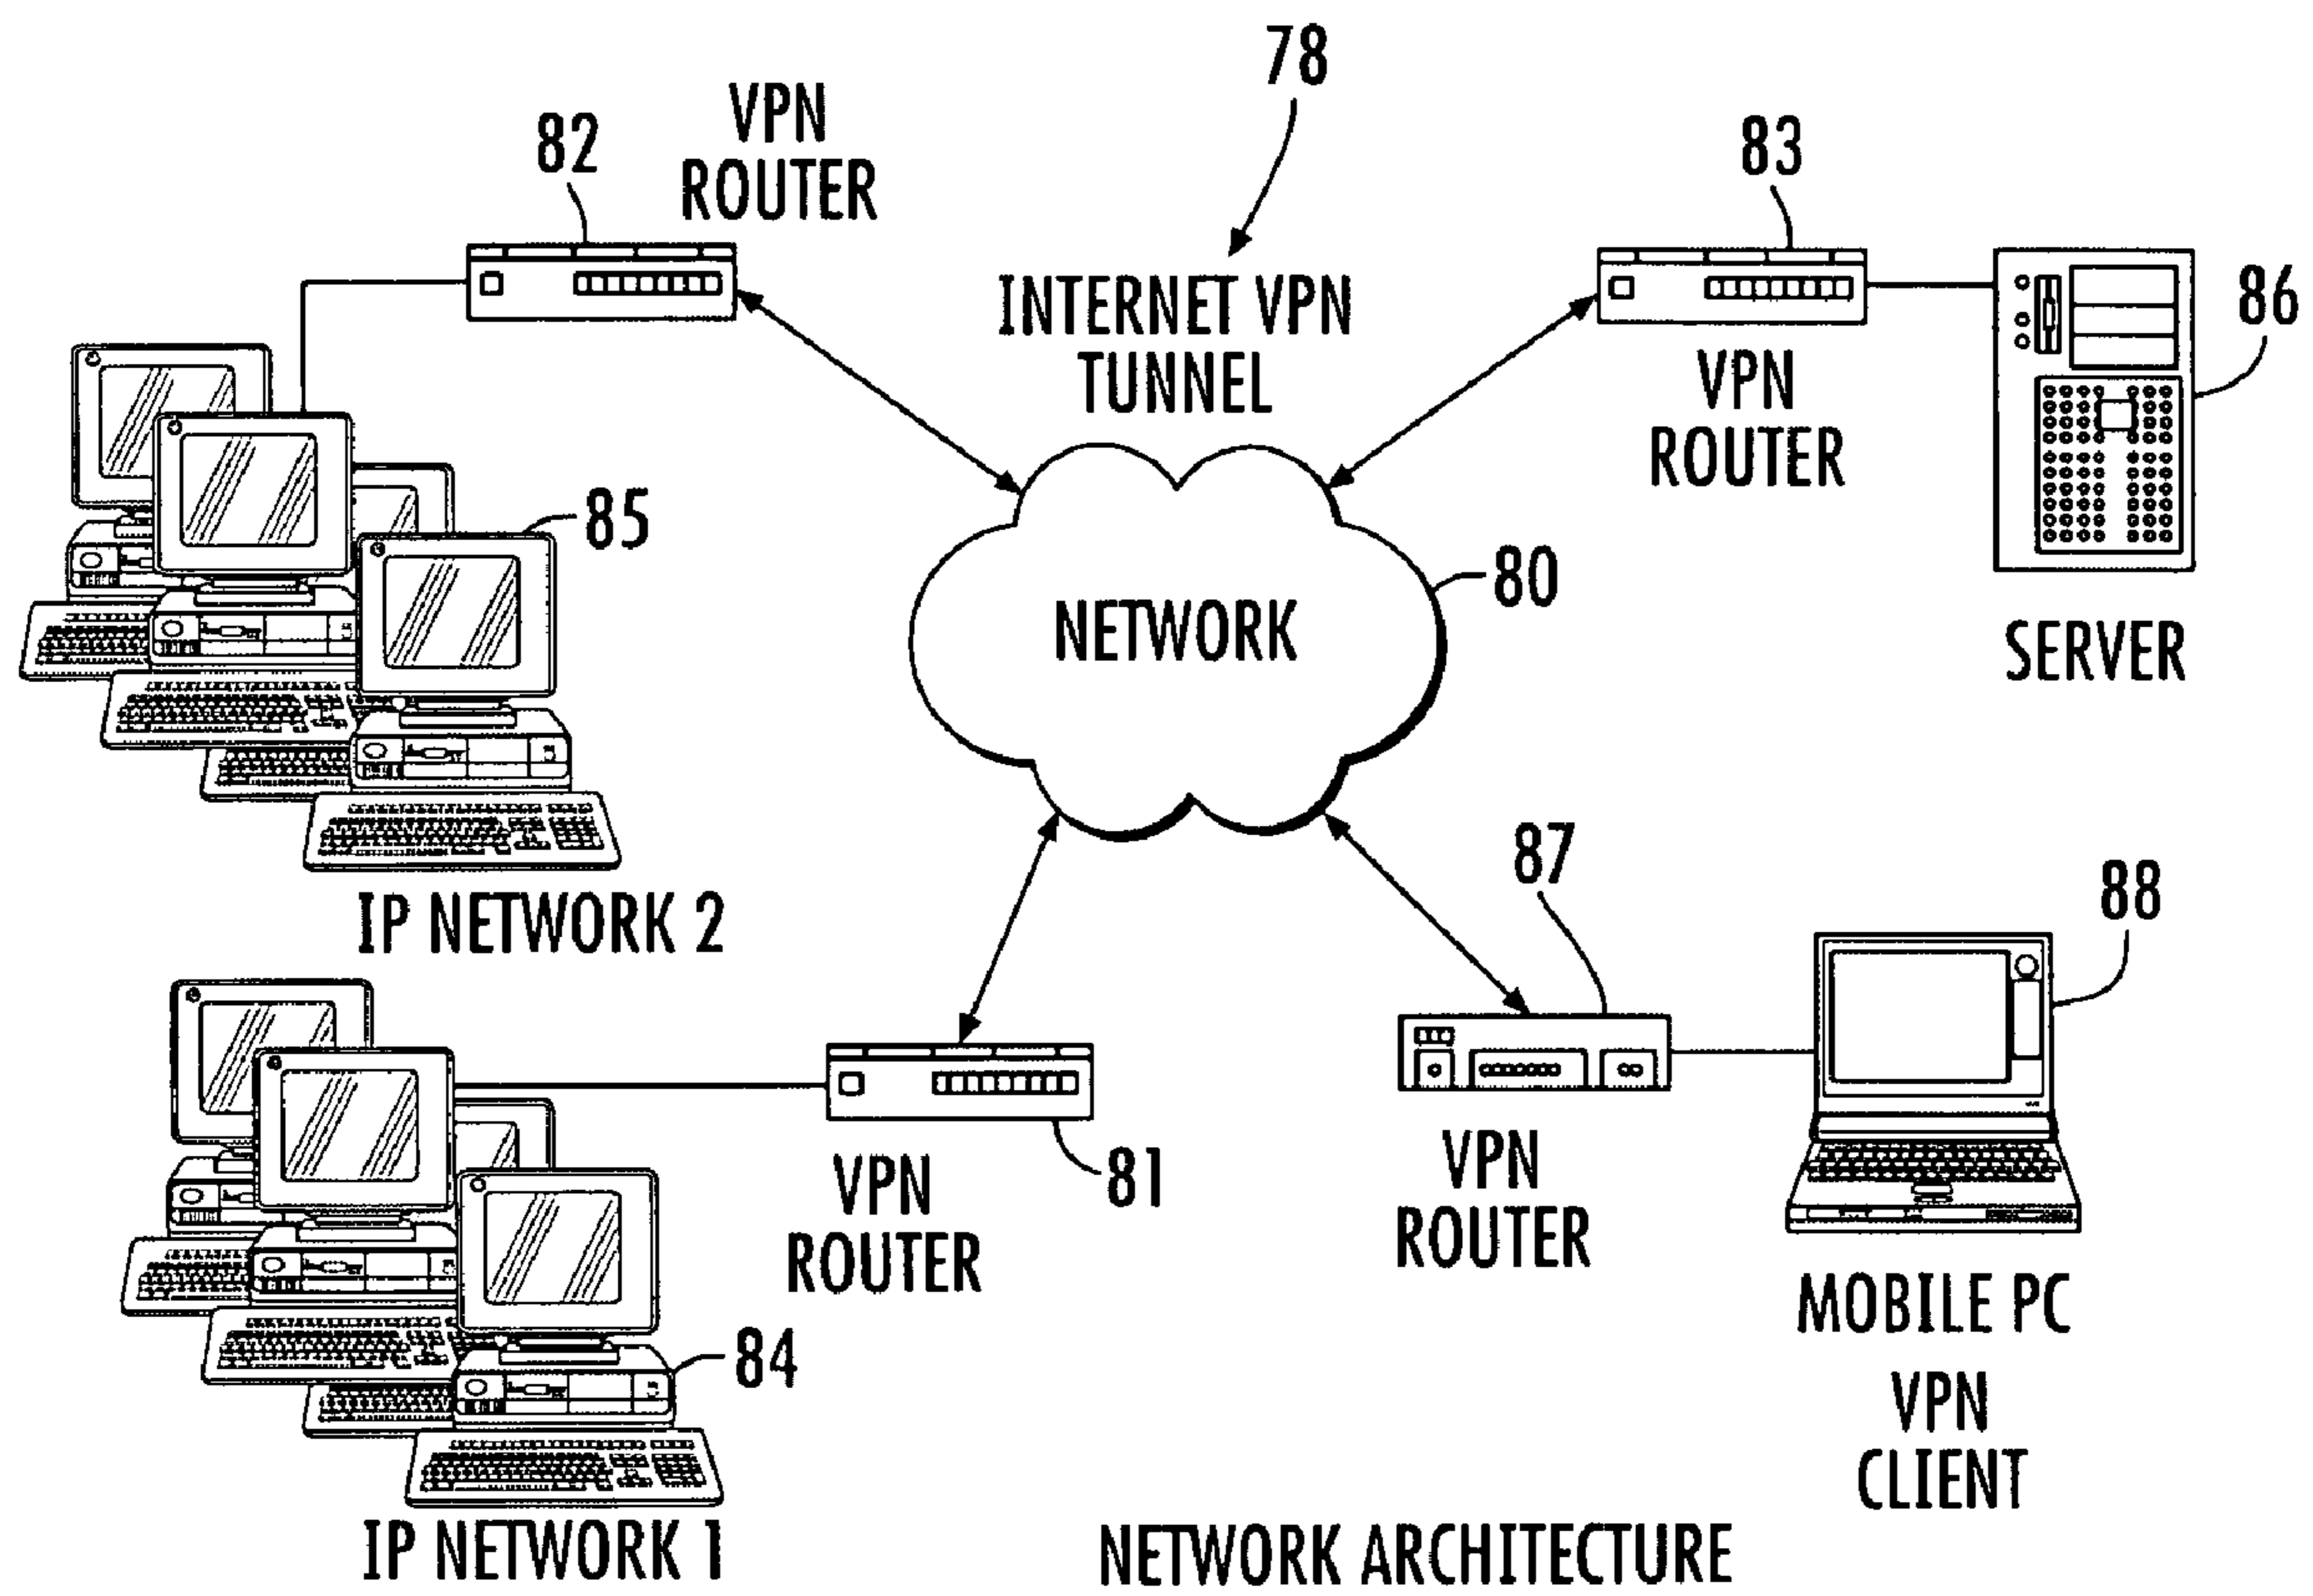 78
VPN
ROUTER
82
83
INTERNET VPN
TUNNEL
VPN
ROUTER
86
85
NETWORK
80
SERVER
IP NETWORK 2
87
88
VPN
ROUTER
81
VPN
ROUTER
MOBILE PC
VPN
CLIENT
84
IP NETWORK 1
NETWORK ARCHITECTURE